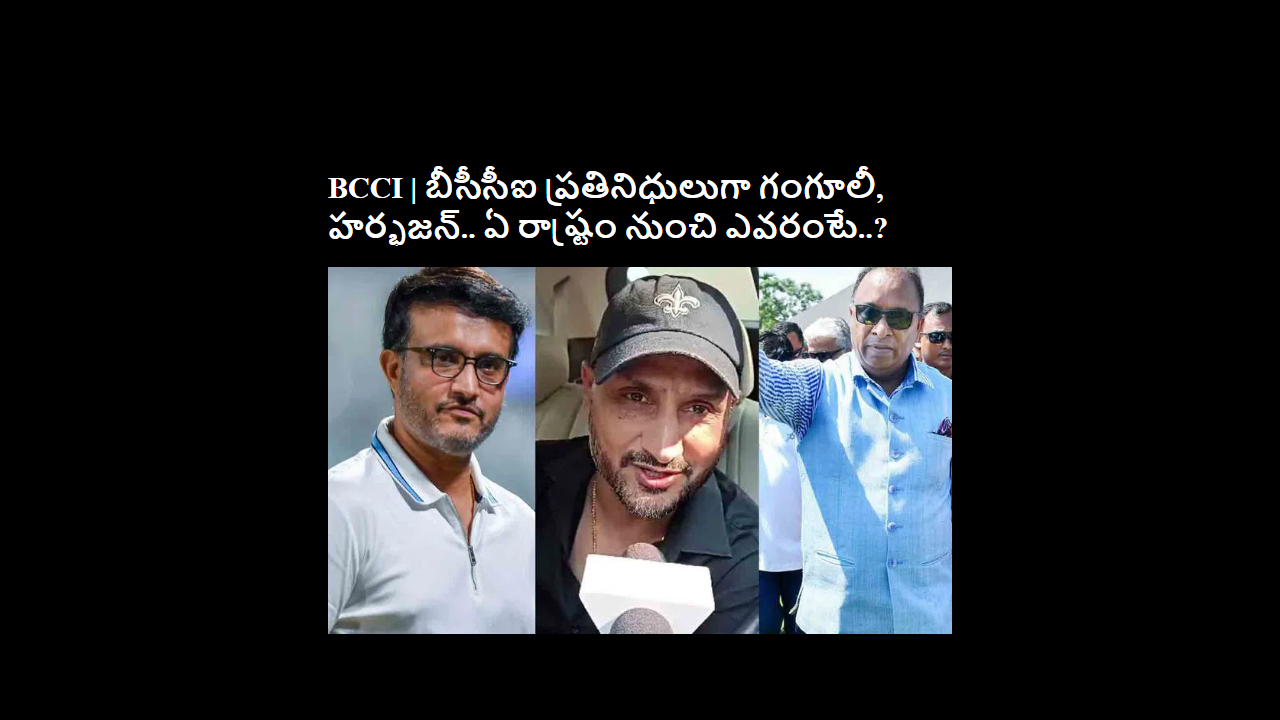 BCCI | బీసీసీఐ ప్రతినిధులుగా గంగూలీ,
హర్భజన్.. ఏ రాష్ట్రం నుంచి ఎవరంటే..?